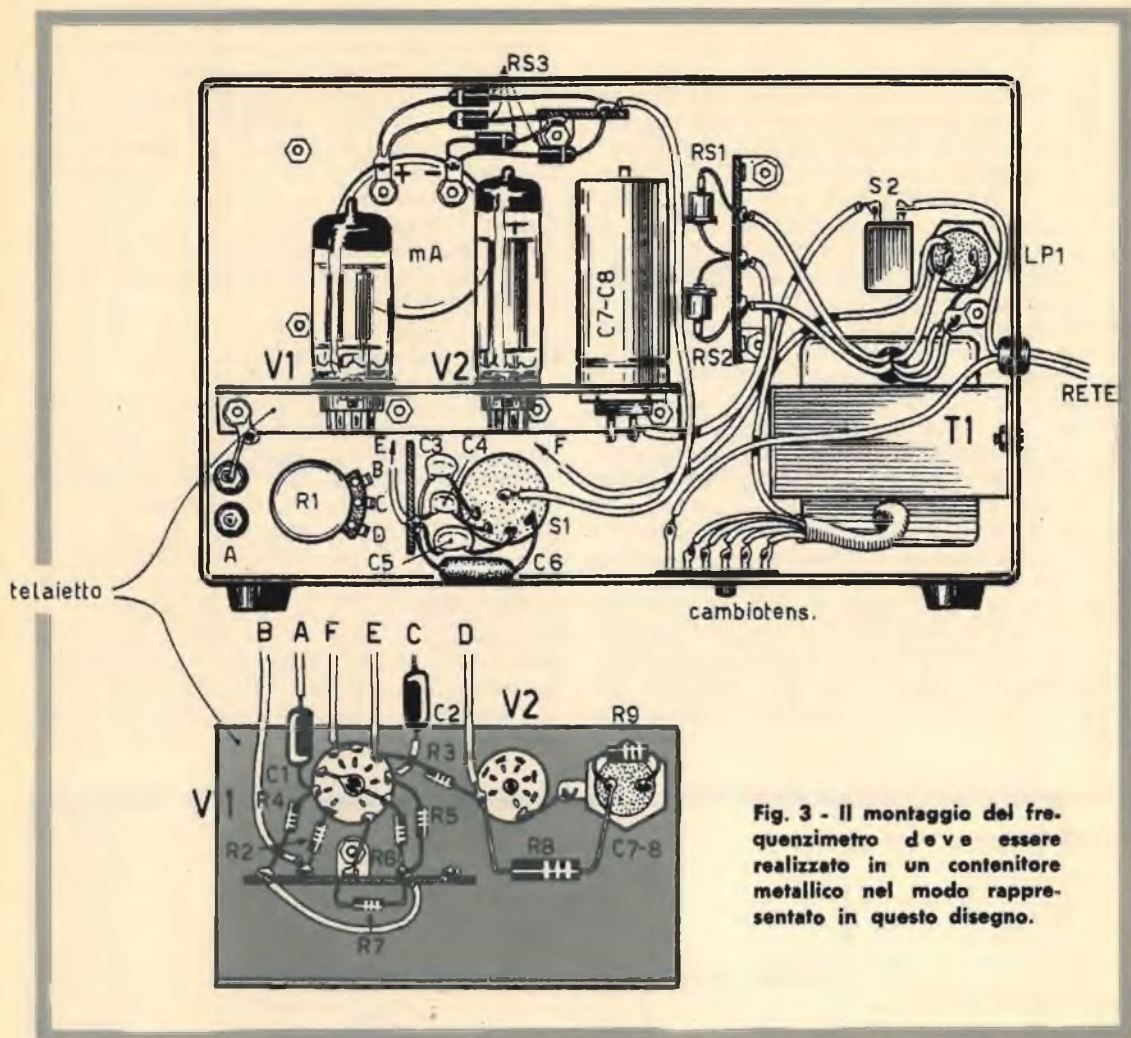 RS3
RS1
S2
LP1
+ -
mA
C7-C8
V1
V2
RS2
RETE
T1
E
C3
C4
F
B
R1
C
D
S1
A
C5
C6
telaietto
cambiotens.
B A F E C D
C2
V2
R9
R3
C1
V1
R4
R5
R2
R6
R8
C7-8
R7
Fig. 3 - Il montaggio del fre-
quenzimetro deve essere
realizzato in un contenitore
metallico nel modo rappre-
sentato in questo disegno.